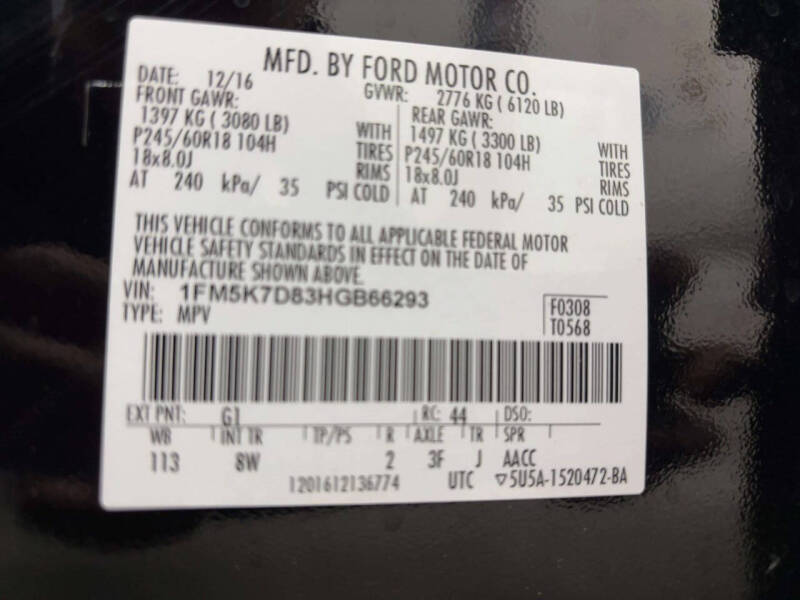 MFD. BY FORD MOTOR CO.
DATE: 12/16 GVWR: 2776 KG ( 6120 LB)
FRONT GAWR: REAR GAWR:
1397 KG ( 3080 LB) WITH 1497 KG ( 3300 LB) WITH
P245/60R18 104H TIRES P245/60R18 104H TIRES
18x8.0J RIMS 18x8.0J RIMS
AT 240 kPa/ 35 PSI COLD AT 240 kPa/ 35 PSI COLD
THIS VEHICLE CONFORMS TO ALL APPLICABLE FEDERAL MOTOR
VEHICLE SAFETY STANDARDS IN EFFECT ON THE DATE OF
MANUFACTURE SHOWN ABOVE.
VIN: 1FM5K7D83HGB66293 F0308
TYPE: MPV T0568
EXT PNT: G1 RC: 44 DSO:
WB INT TR TP/PS R AXLE TR SPR
113 8W 2 3F J AACC
1201612136774 UTC ▽5U5A-1520472-BA